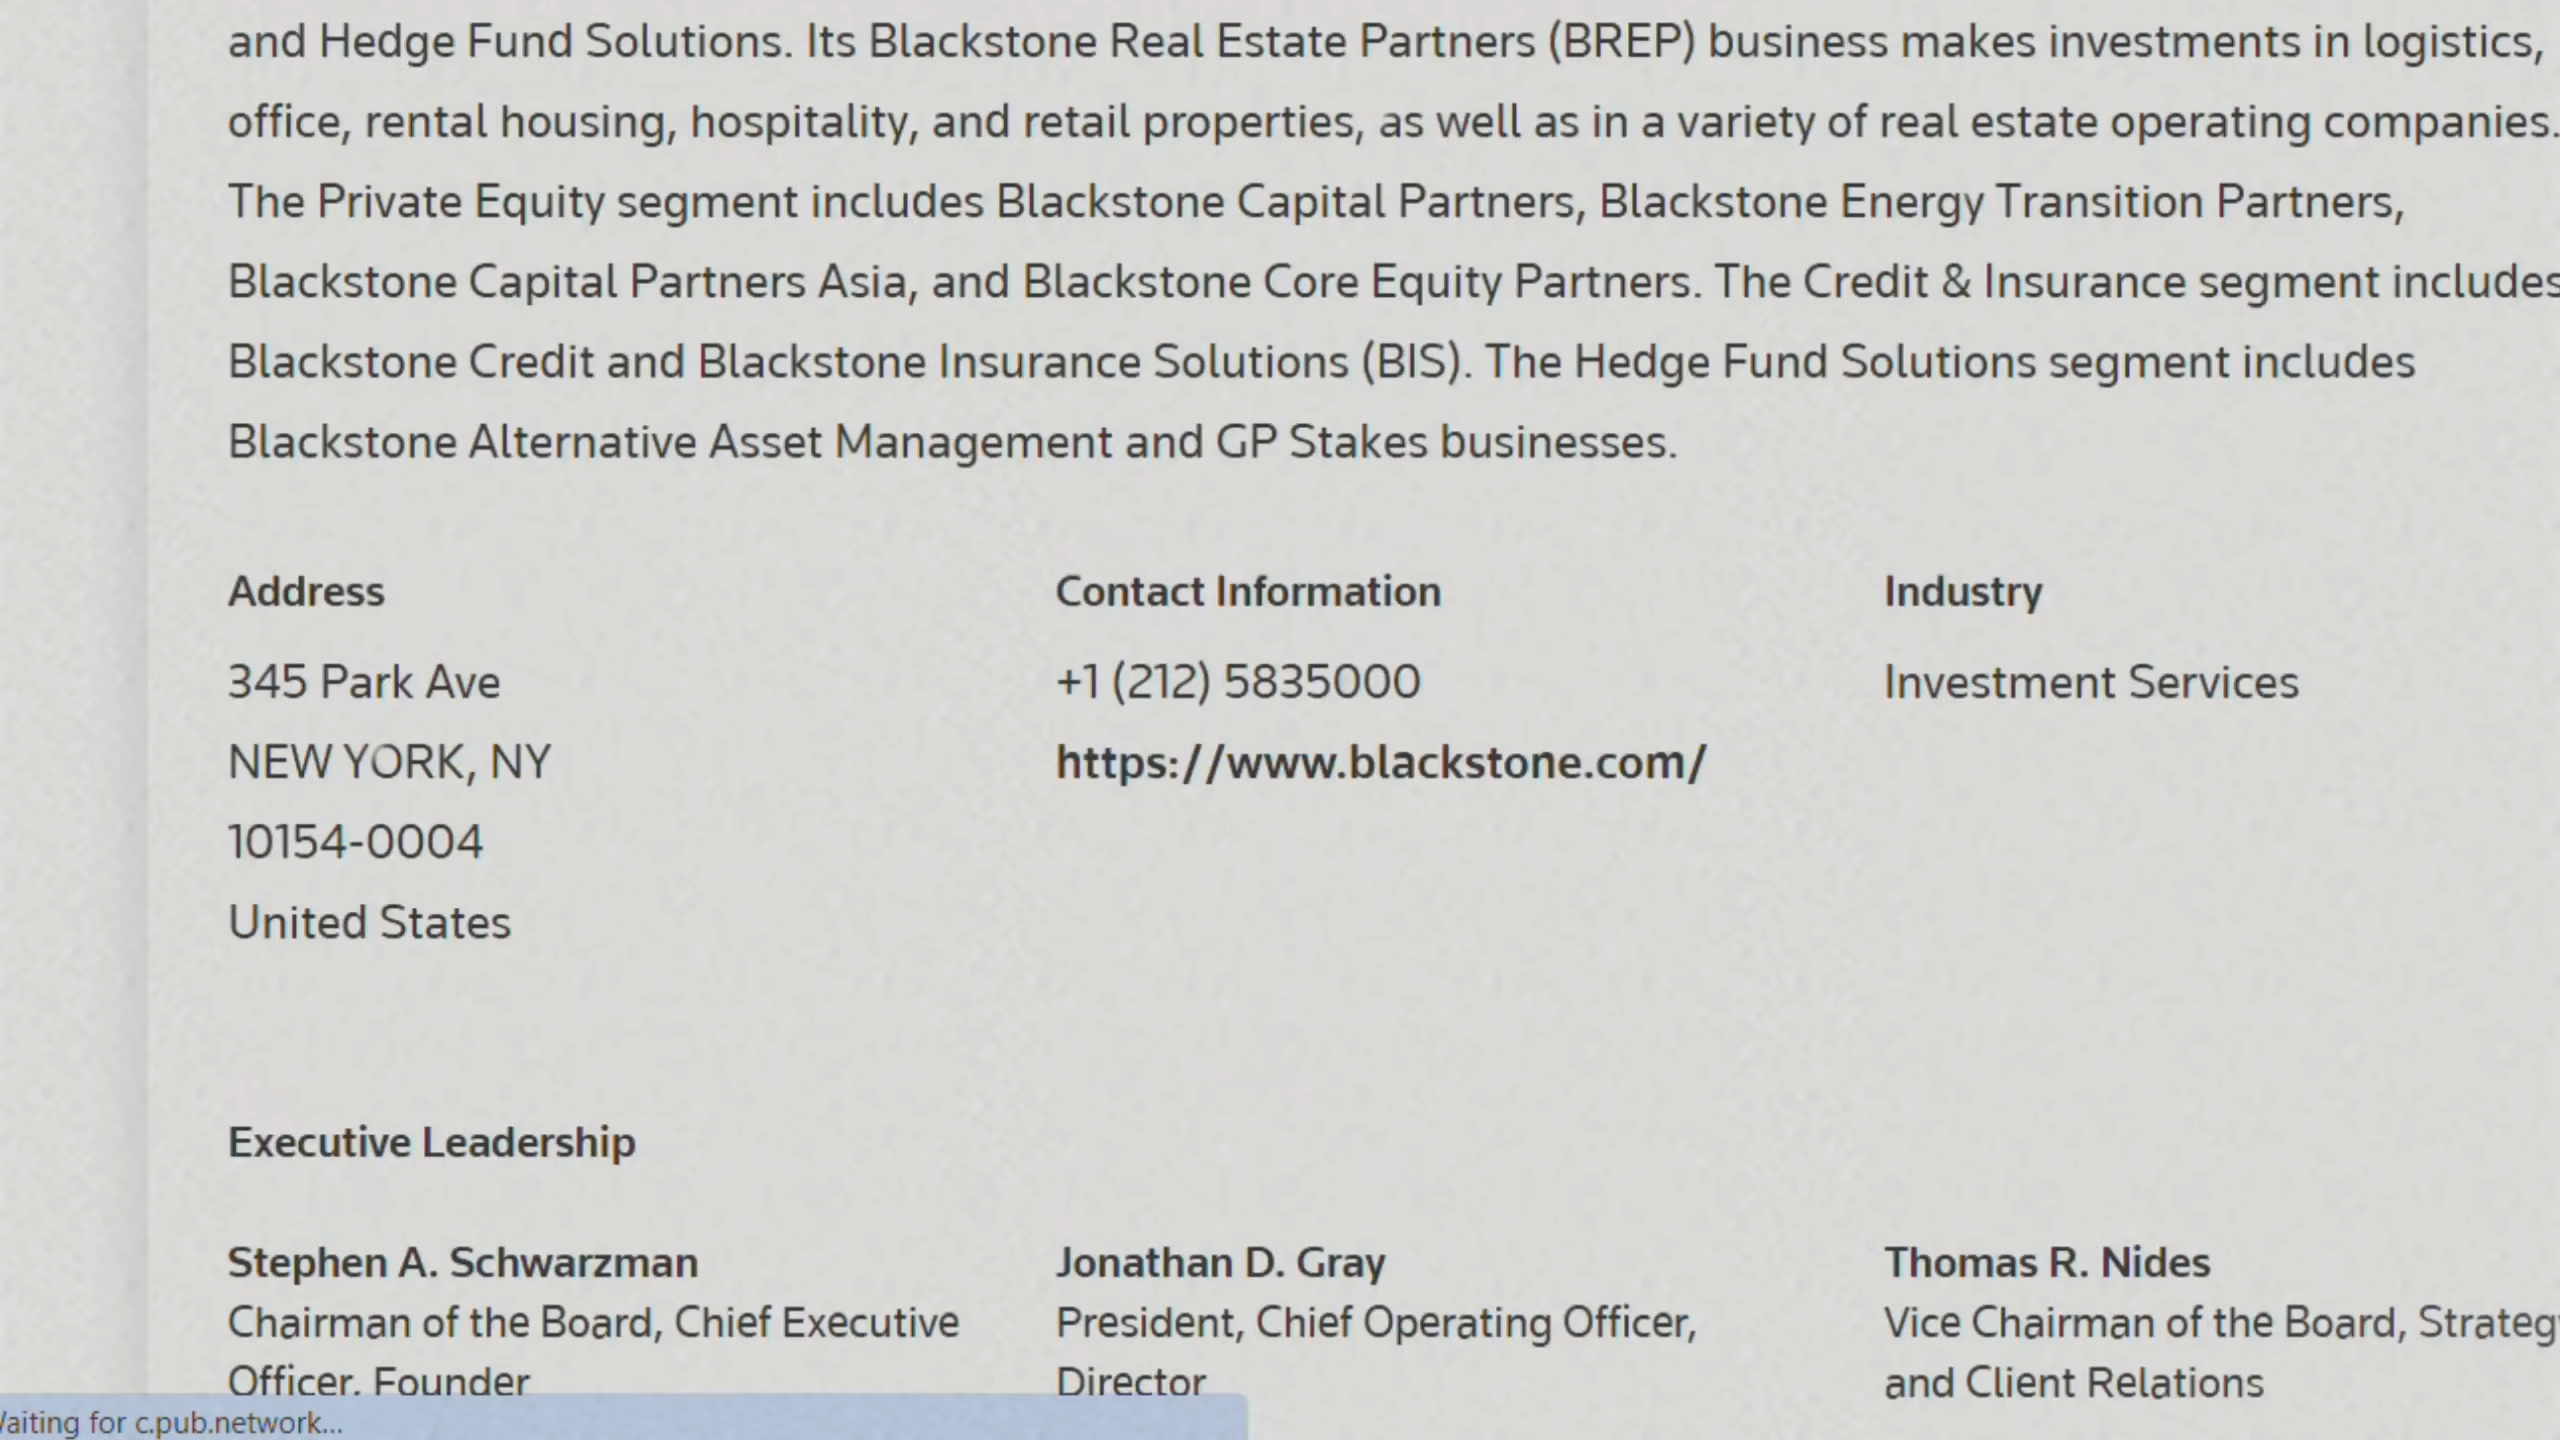 and Hedge Fund Solutions. Its Blackstone Real Estate Partners (BREP) business makes investments in logistics,
office, rental housing, hospitality, and retail properties, as well as in a variety of real estate operating companies.
The Private Equity segment includes Blackstone Capital Partners, Blackstone Energy Transition Partners,
Blackstone Capital Partners Asia, and Blackstone Core Equity Partners. The Credit & Insurance segment includes
Blackstone Credit and Blackstone Insurance Solutions (BIS). The Hedge Fund Solutions segment includes
Blackstone Alternative Asset Management and GP Stakes businesses.
Address
345 Park Ave
NEW YORK, NY
10154-0004
United States
Contact Information
+1 (212) 5835000
https://www.blackstone.com/
Industry
Investment Services
Executive Leadership
Stephen A. Schwarzman
Chairman of the Board, Chief Executive
Officer, Founder
Jonathan D. Gray
President, Chief Operating Officer,
Director
Thomas R. Nides
Vice Chairman of the Board, Strateg
and Client Relations
Waiting for c.pub.network...